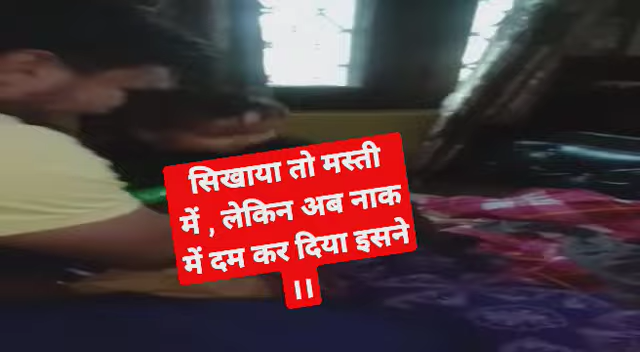 सिखाया तो मस्ती
में , लेकिन अब नाक
में दम कर दिया इसने
।।